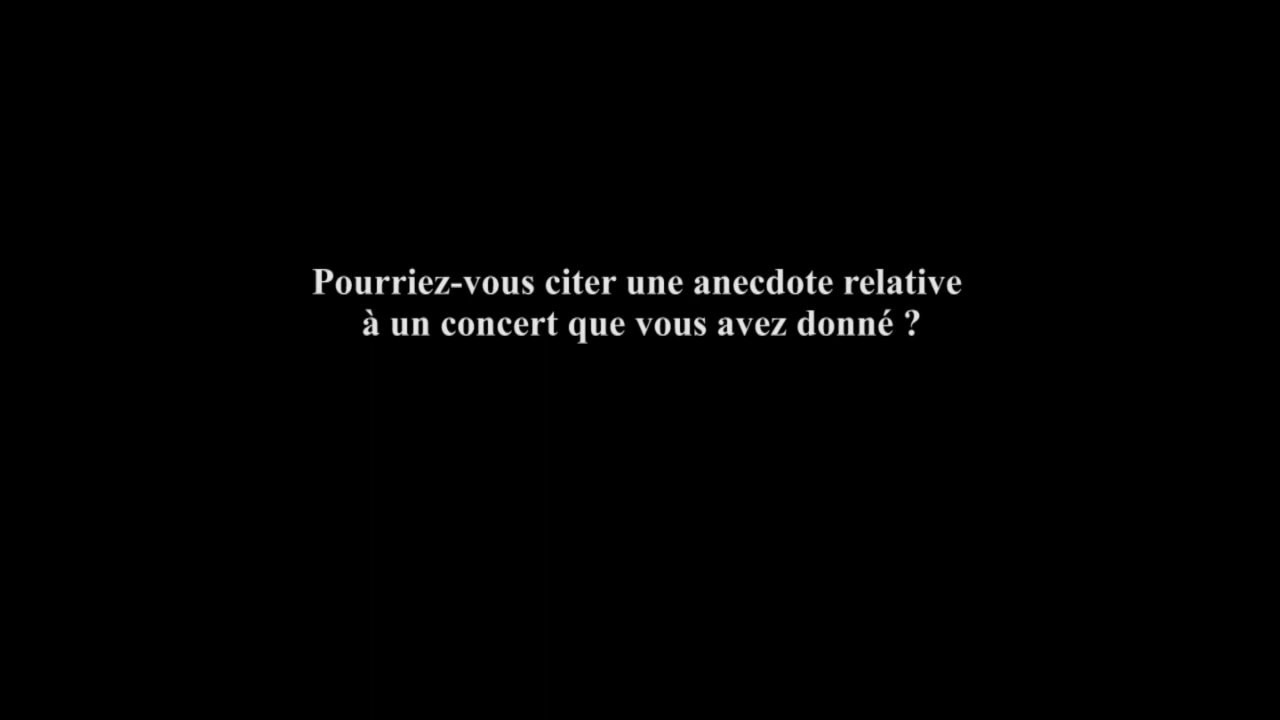 Pourriez-vous citer une anecdote relative
à un concert que vous avez donné ?